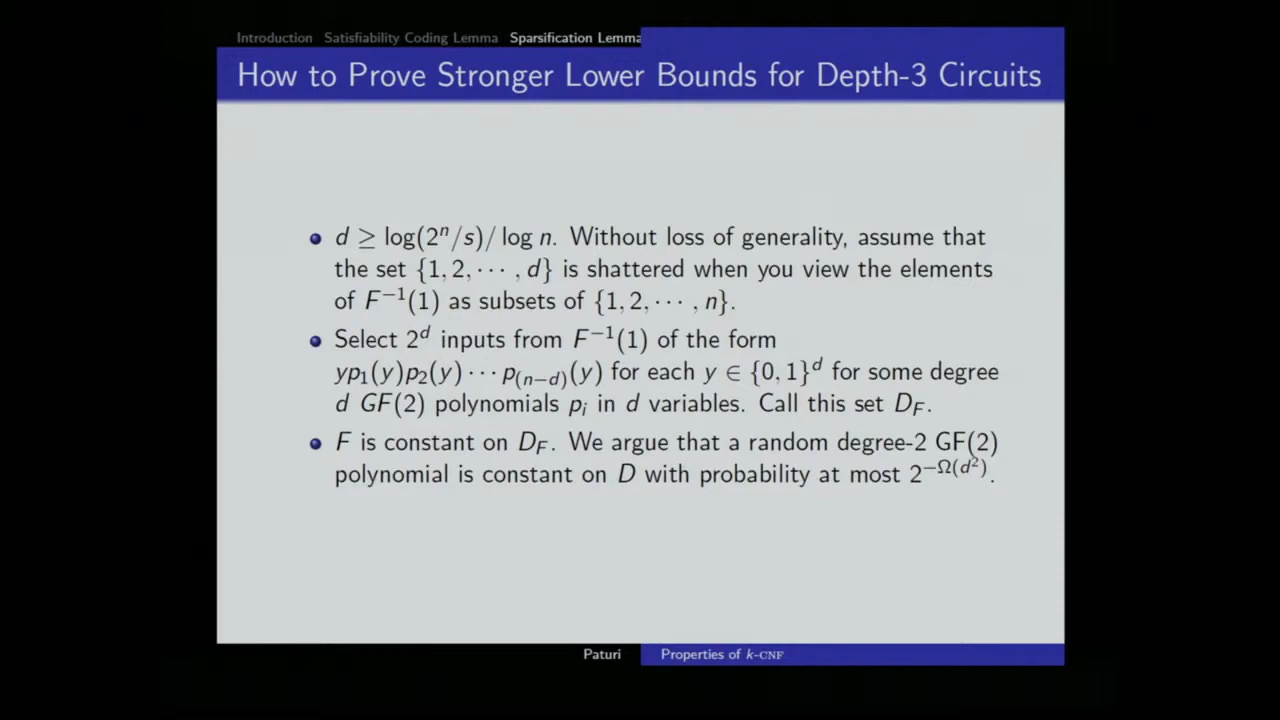 Introduction Satisfiability Coding Lemma Sparsification Lemma
How to Prove Stronger Lower Bounds for Depth-3 Circuits
• d ≥ log(2ⁿ/s)/ log n. Without loss of generality, assume that
the set {1, 2, ⋯ , d} is shattered when you view the elements
of F⁻¹(1) as subsets of {1, 2, ⋯ , n}.
• Select 2ᵈ inputs from F⁻¹(1) of the form
yp₁(y)p₂(y) ⋯ p₍ₙ₋d₎(y) for each y ∈ {0, 1}ᵈ for some degree
d GF(2) polynomials pᵢ in d variables. Call this set D_F.
• F is constant on D_F. We argue that a random degree-2 GF(2)
polynomial is constant on D with probability at most 2^{−Ω(d²)}.
Paturi Properties of k-CNF